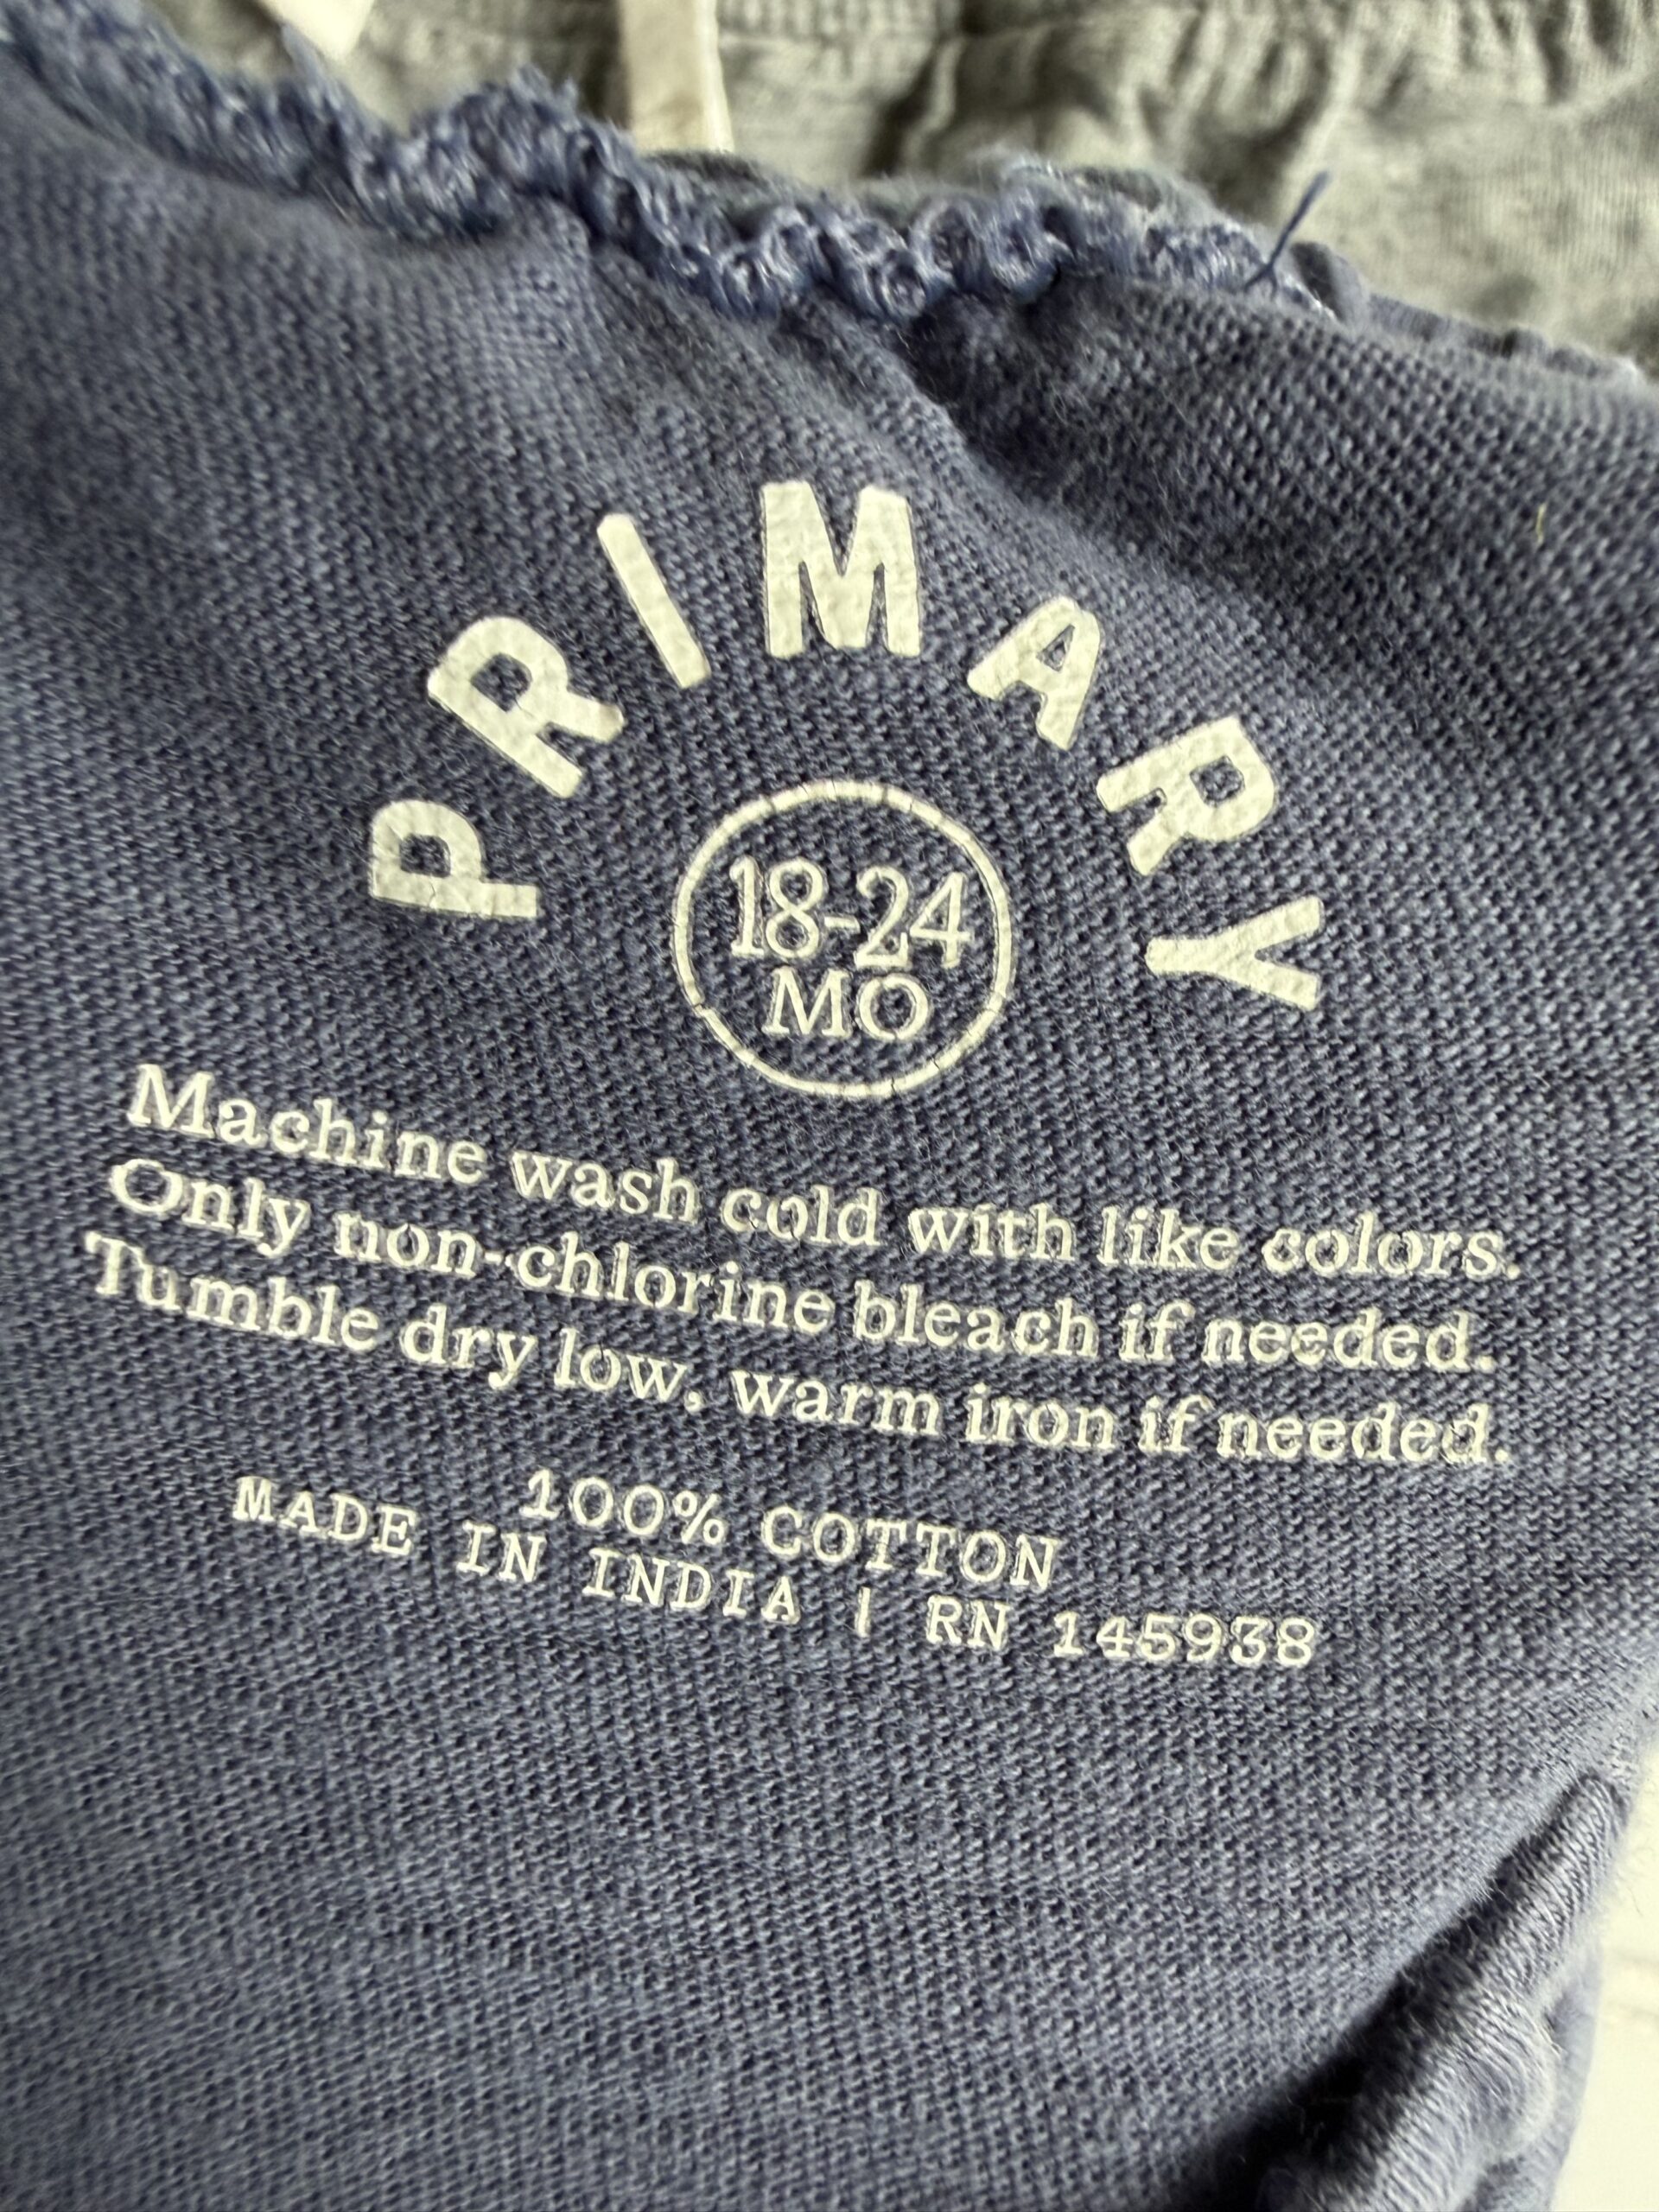 PRIMARY
18-24
MO
Machine wash cold with like colors.
Only non-chlorine bleach if needed.
Tumble dry low, warm iron if needed.
100% COTTON
MADE IN INDIA | RN 145938